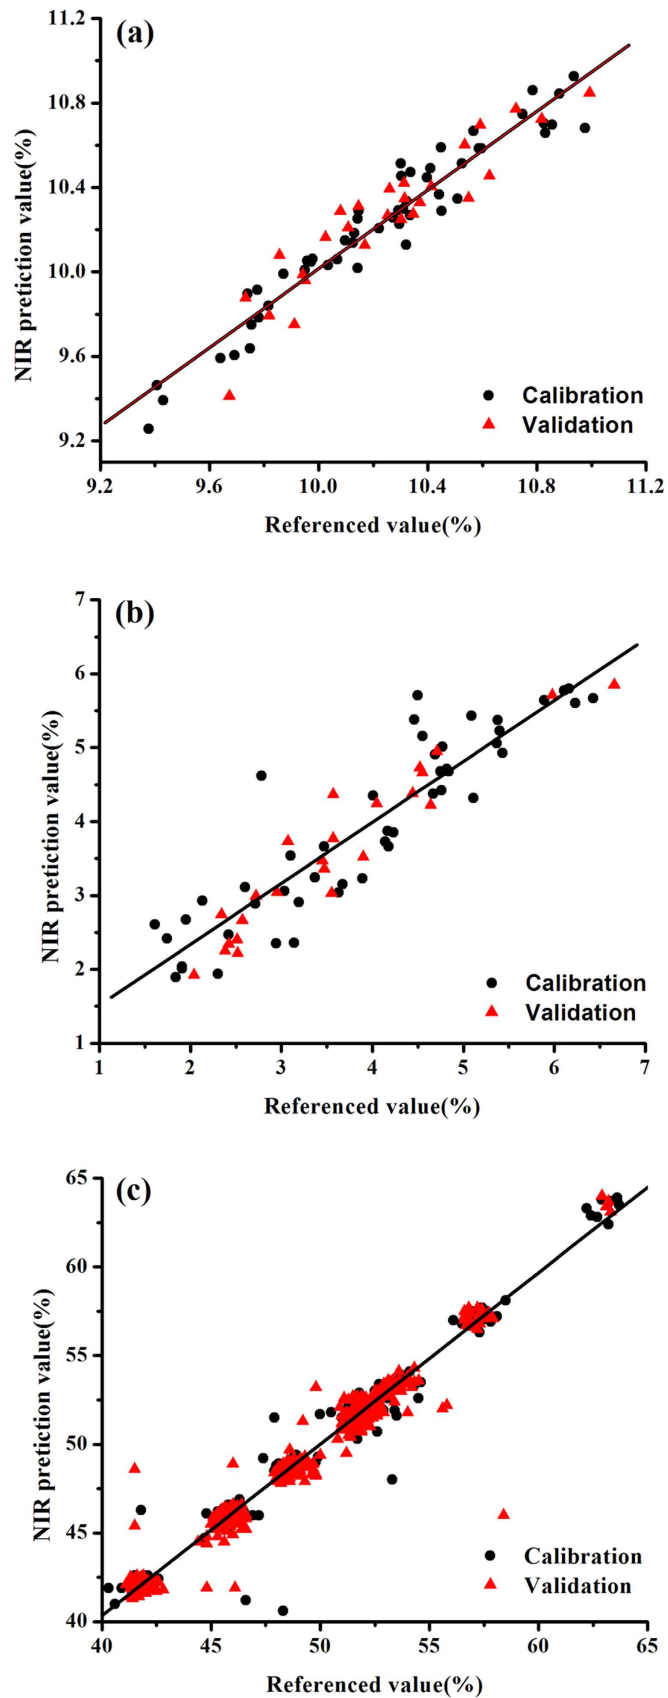 (a)
11.2
10.8
10.4
10.0
9.6
9.2
NIR pretiction value(%)
Calibration
Validation
9.2 9.6 10.0 10.4 10.8 11.2
Referenced value(%)
(b)
7
6
5
4
3
2
1
NIR pretiction value(%)
Calibration
Validation
1 2 3 4 5 6 7
Referenced value(%)
(c)
65
60
55
50
45
40
NIR pretiction value(%)
Calibration
Validation
40 45 50 55 60 65
Referenced value(%)